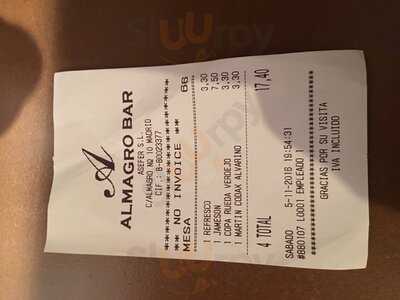 A
ALMAGRO BAR
ASEFER S.L.
C/ALMAGRO NO 10 MADRID
CIF.: B-80023377
*** NO INVOICE **
MESA 66
1 REFRESCO 3,30
1 JAMESON 7,50
1 COPA RUEDA VERDEJO 3,30
1 MARTIN CODAX ALVARINO 3,30
4 TOTAL 17,40
SABADO 5-11-2016 19:54:31
#880107 L0001 EMPLEADO 1
GRACIAS POR SU VISITA
IVA INCLUIDO
Sluurpy